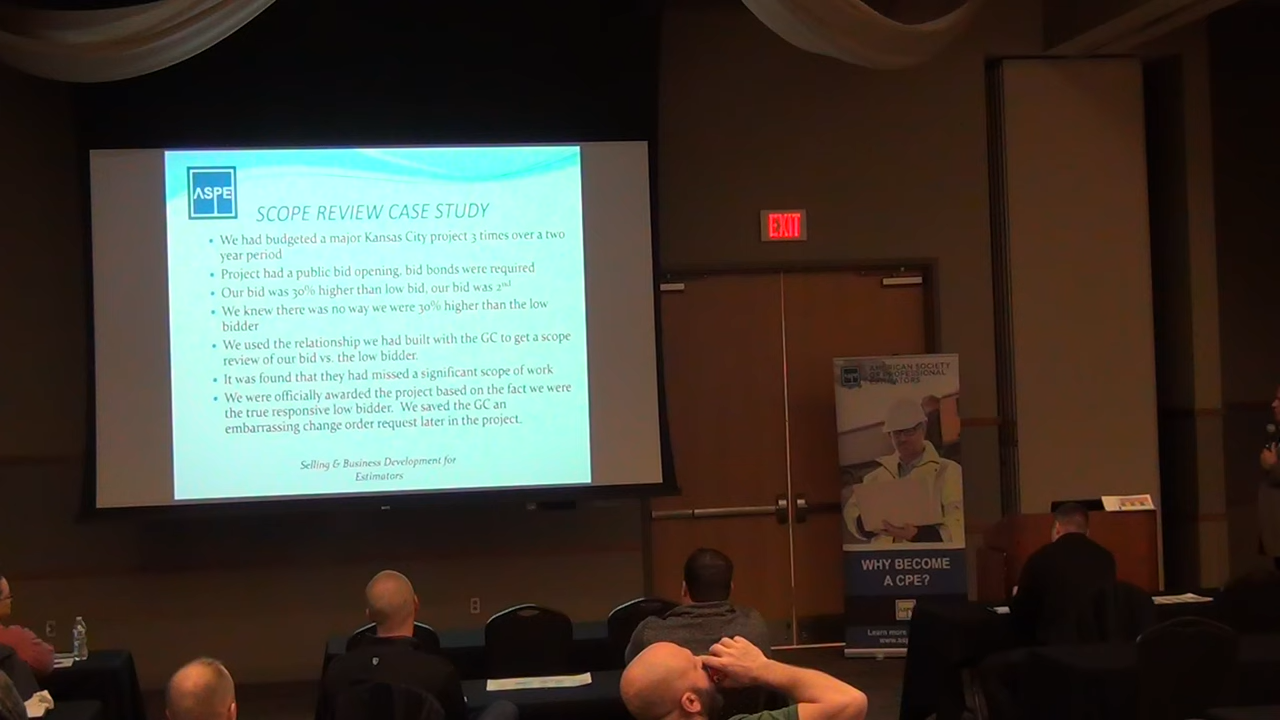 ASPE
SCOPE REVIEW CASE STUDY
• We had budgeted a major Kansas City project 3 times over a two
year period
• Project had a public bid opening, bid bonds were required
• Our bid was 30% higher than low bid, our bid was 2nd
• We knew there was no way we were 30% higher than the low
bidder
• We used the relationship we had built with the GC to get a scope
review of our bid vs. the low bidder.
• It was found that they had missed a significant scope of work
• We were officially awarded the project based on the fact we were
the true responsive low bidder. We saved the GC an
embarrassing change order request later in the project.
Selling & Business Development for
Estimators
EXIT
AMERICAN SOCIETY
OF PROFESSIONAL
ESTIMATORS
WHY BECOME
A CPE?
Learn more
www.asp